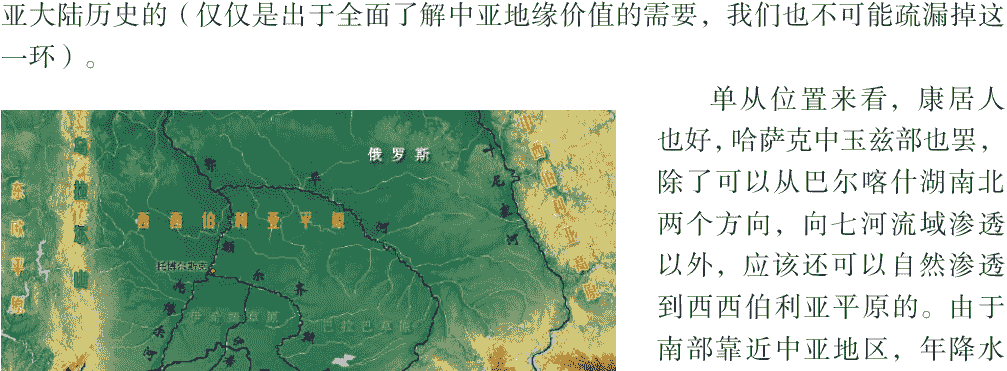 亚大陆历史的（仅仅是出于全面了解中亚地缘价值的需要，我们也不可能疏漏掉这
一环）。
单从位置来看，康居人
也好，哈萨克中玉兹部也罢，
除了可以从巴尔喀什湖南北
两个方向，向七河流域渗透
以外，应该还可以自然渗透
到西西伯利亚平原的。由于
南部靠近中亚地区，年降水
俄罗斯
乌拉尔山
东欧平原
西西伯利亚平原
鄂毕河
叶尼塞河
托博尔斯克
额尔齐斯
托博尔河
伊希姆草原
巴拉巴草原